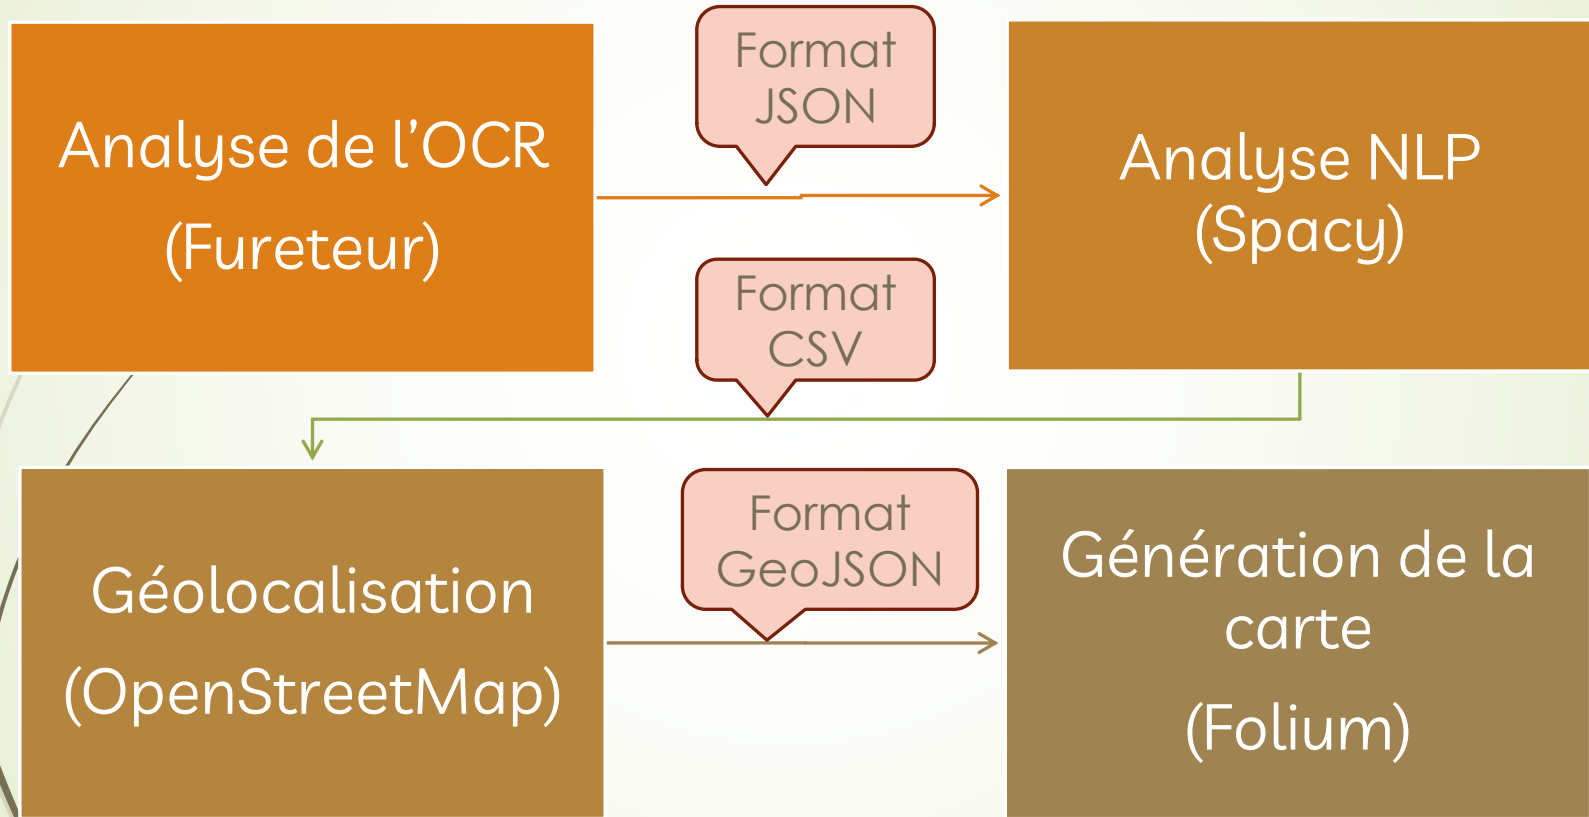 Analyse de l’OCR
(Fureteur)
Format
JSON
Analyse NLP
(Spacy)
Format
CSV
Géolocalisation
(OpenStreetMap)
Format
GeoJSON
Génération de la
carte
(Folium)